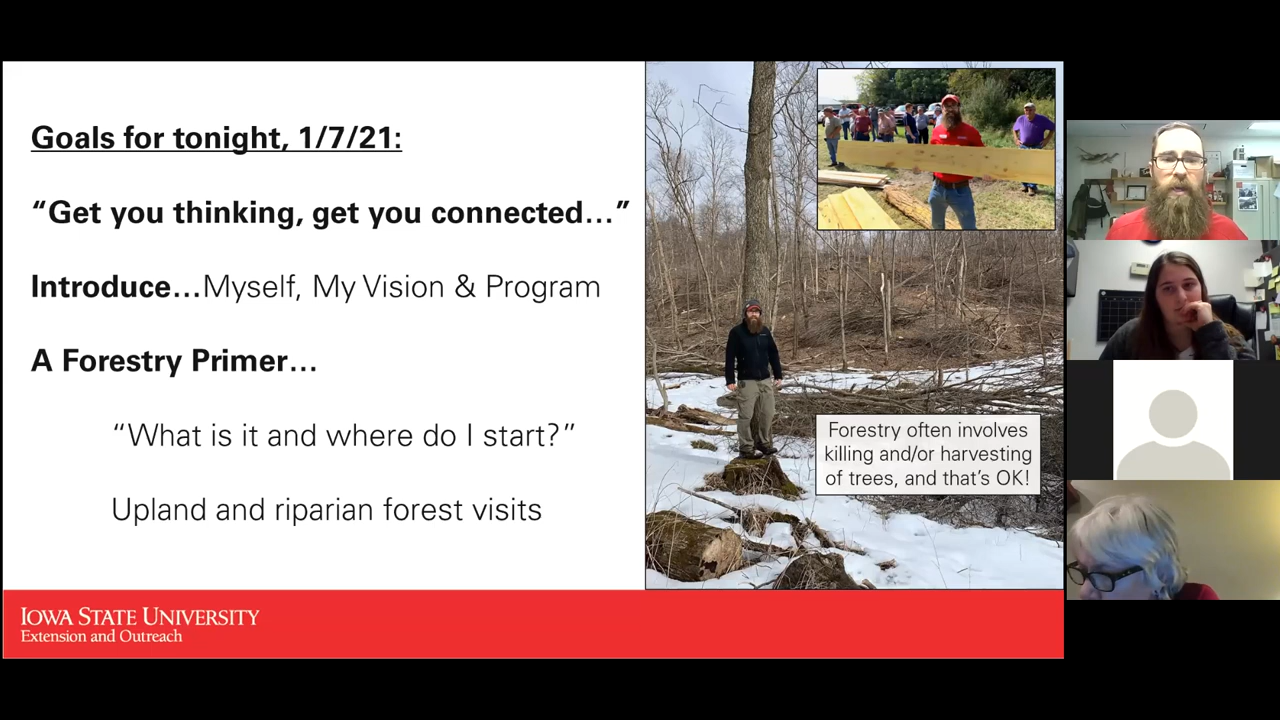 Goals for tonight, 1/7/21:
“Get you thinking, get you connected…”
Introduce…Myself, My Vision & Program
A Forestry Primer…
“What is it and where do I start?”
Upland and riparian forest visits
Forestry often involves
killing and/or harvesting
of trees, and that’s OK!
IOWA STATE UNIVERSITY
Extension and Outreach